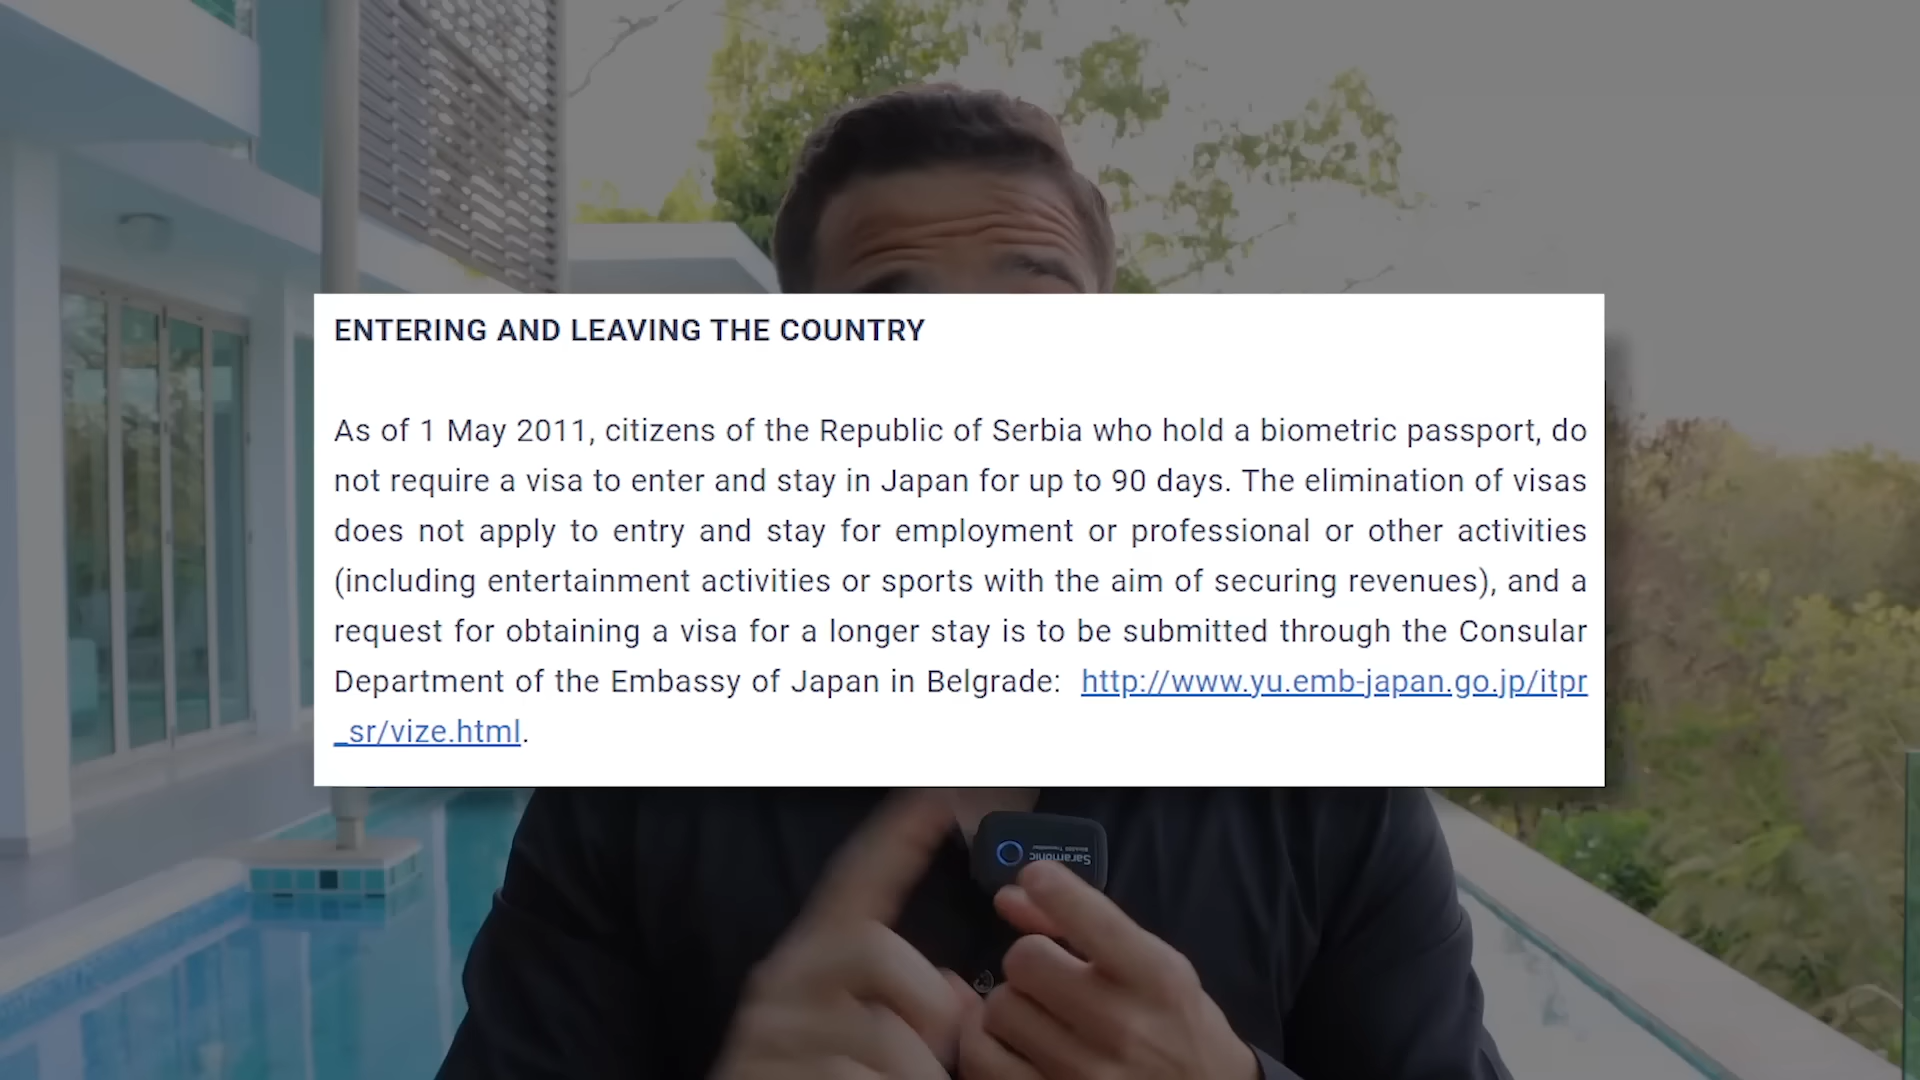 ENTERING AND LEAVING THE COUNTRY
As of 1 May 2011, citizens of the Republic of Serbia who hold a biometric passport, do
not require a visa to enter and stay in Japan for up to 90 days. The elimination of visas
does not apply to entry and stay for employment or professional or other activities
(including entertainment activities or sports with the aim of securing revenues), and a
request for obtaining a visa for a longer stay is to be submitted through the Consular
Department of the Embassy of Japan in Belgrade: http://www.yu.emb-japan.go.jp/itpr
_sr/vize.html.
Saramonic